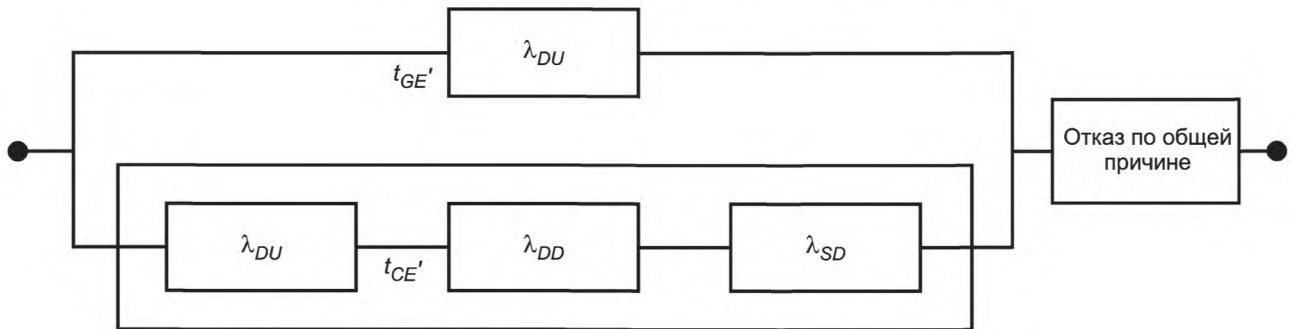 λDU
tGE'
Отказ по общей
причине
λDU
tCE'
λDD
λSD